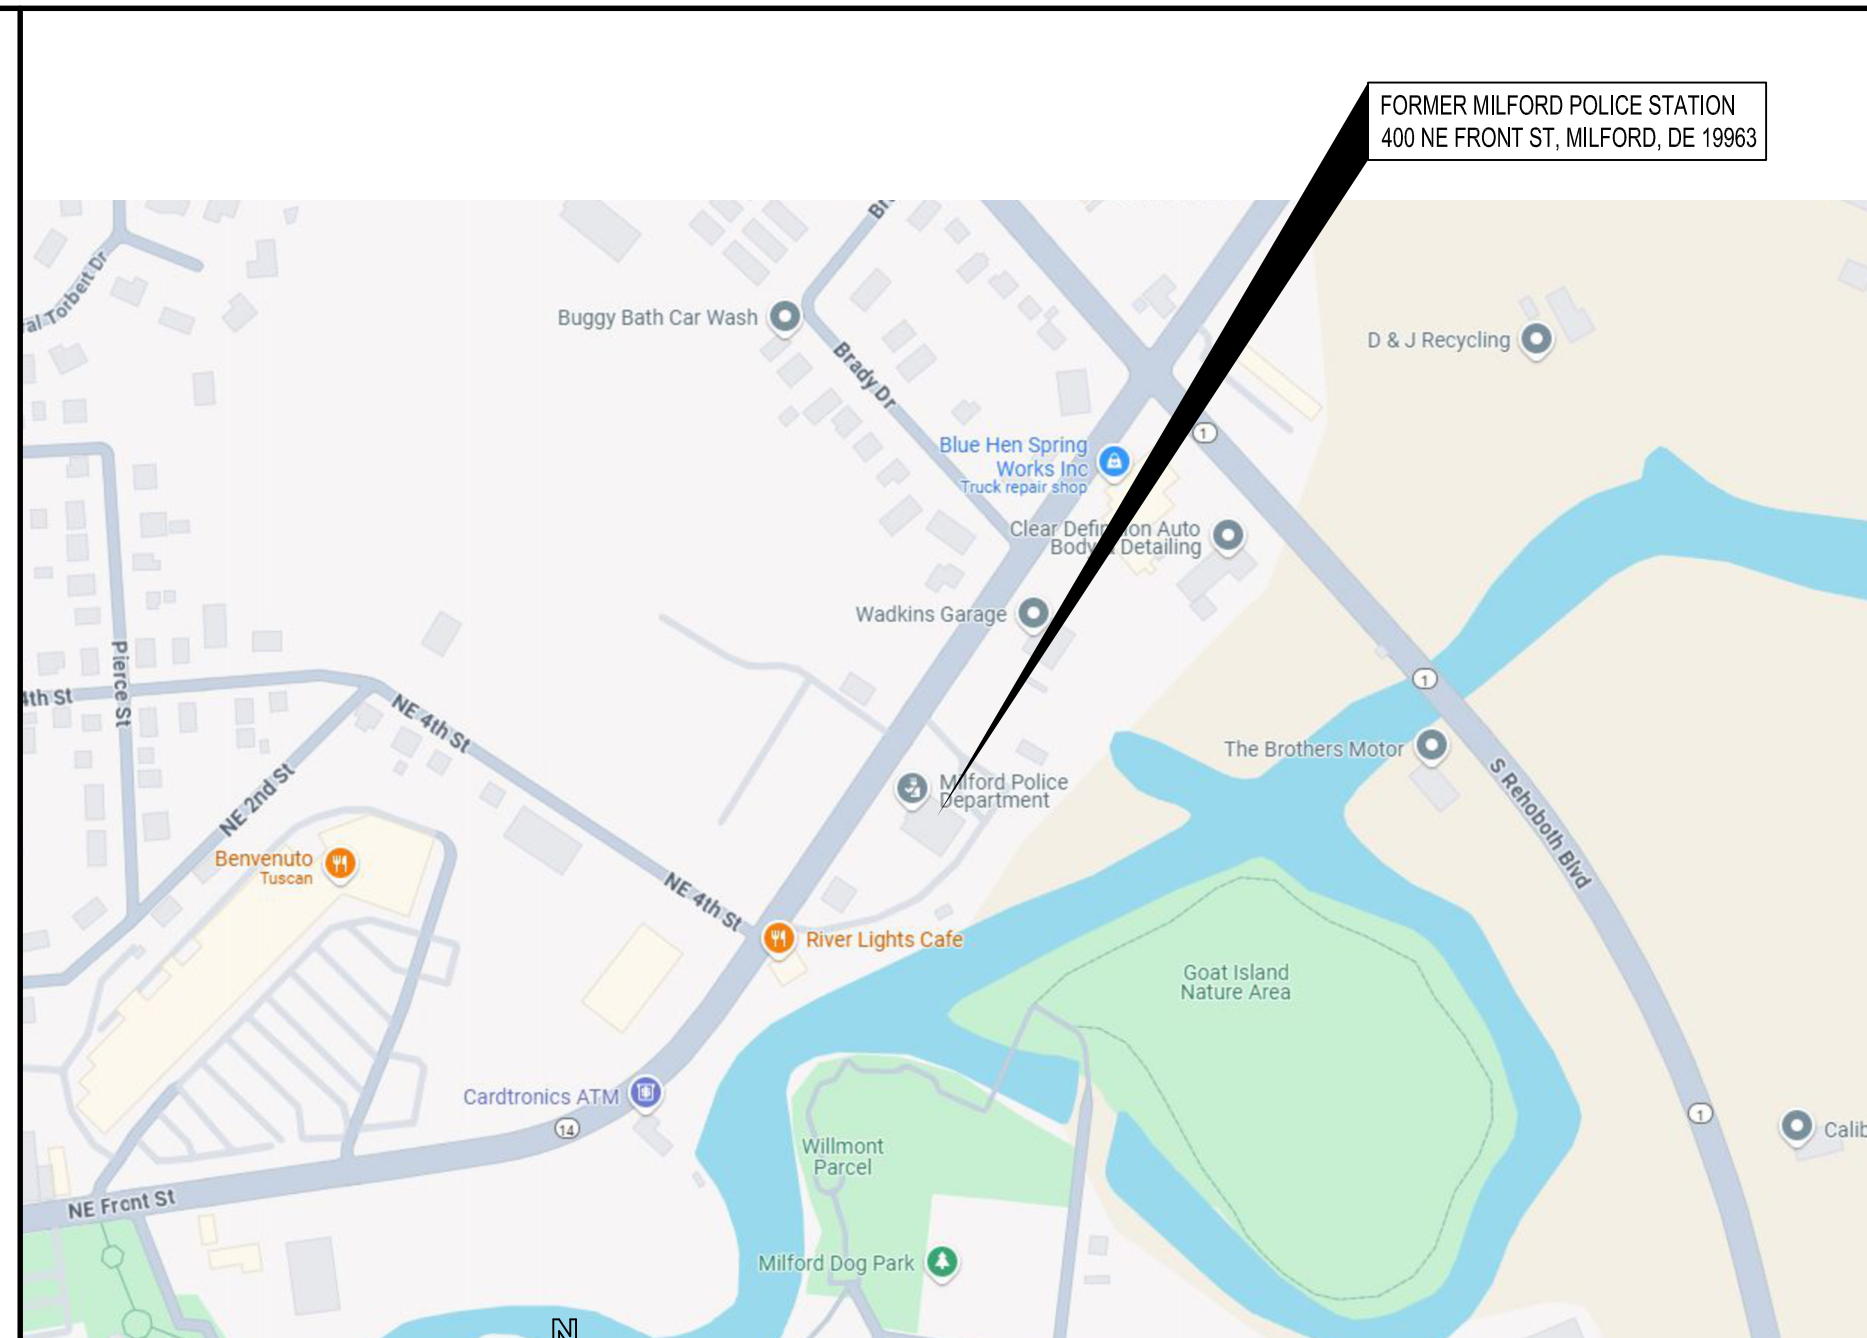 FORMER MILFORD POLICE STATION
400 NE FRONT ST, MILFORD, DE 19963
al Torbert Dr
Buggy Bath Car Wash
Brady Dr
D & J Recycling
1
Blue Hen Spring
Works Inc
Truck repair shop
Clear Definition Auto
Body & Detailing
Wadkins Garage
Pierce St
4th St
NE 4th St
1
The Brothers Motor
S Rehoboth Blvd
Milford Police
Department
NE 2nd St
Benvenuto
Tuscan
NE 4th St
River Lights Cafe
Goat Island
Nature Area
Cardtronics ATM
14
1
Calib
Willmont
Parcel
NE Front St
Milford Dog Park
N